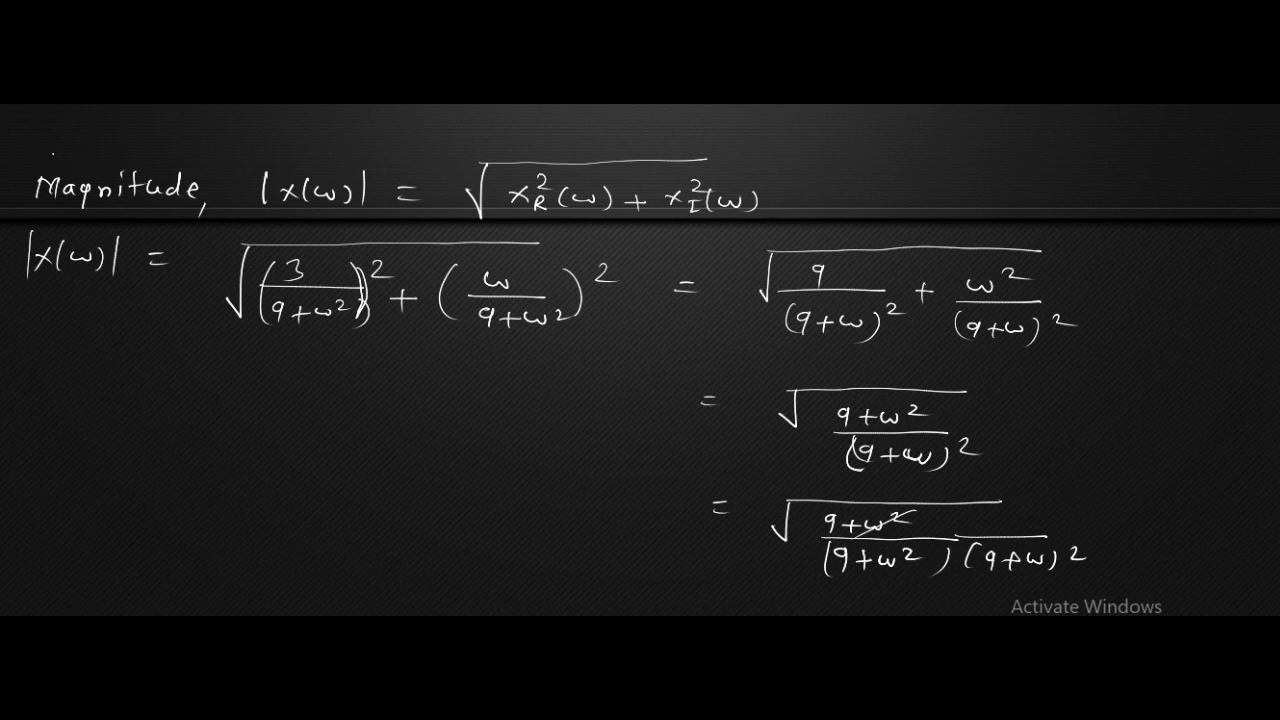 Magnitude, |X(ω)| = √(X_R²(ω) + X_I²(ω))
|X(ω)| = √((3/(9+ω²))² + (ω/(9+ω²))²) = √(9/(9+ω)² + ω²/(9+ω)²)
= √((9+ω²)/(9+ω)²)
= √((9+ω²)/((9+ω²)(9+ω)²))
Activate Windows